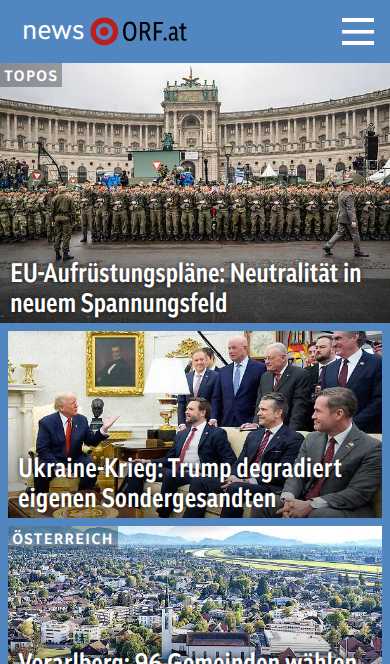 news ORF.at
TOPOS
EU-Aufrüstungspläne: Neutralität in
neuem Spannungsfeld
Ukraine-Krieg: Trump degradiert
eigenen Sondergesandten
ÖSTERREICH
Vorarlberg: 96 Gemeinden wählen